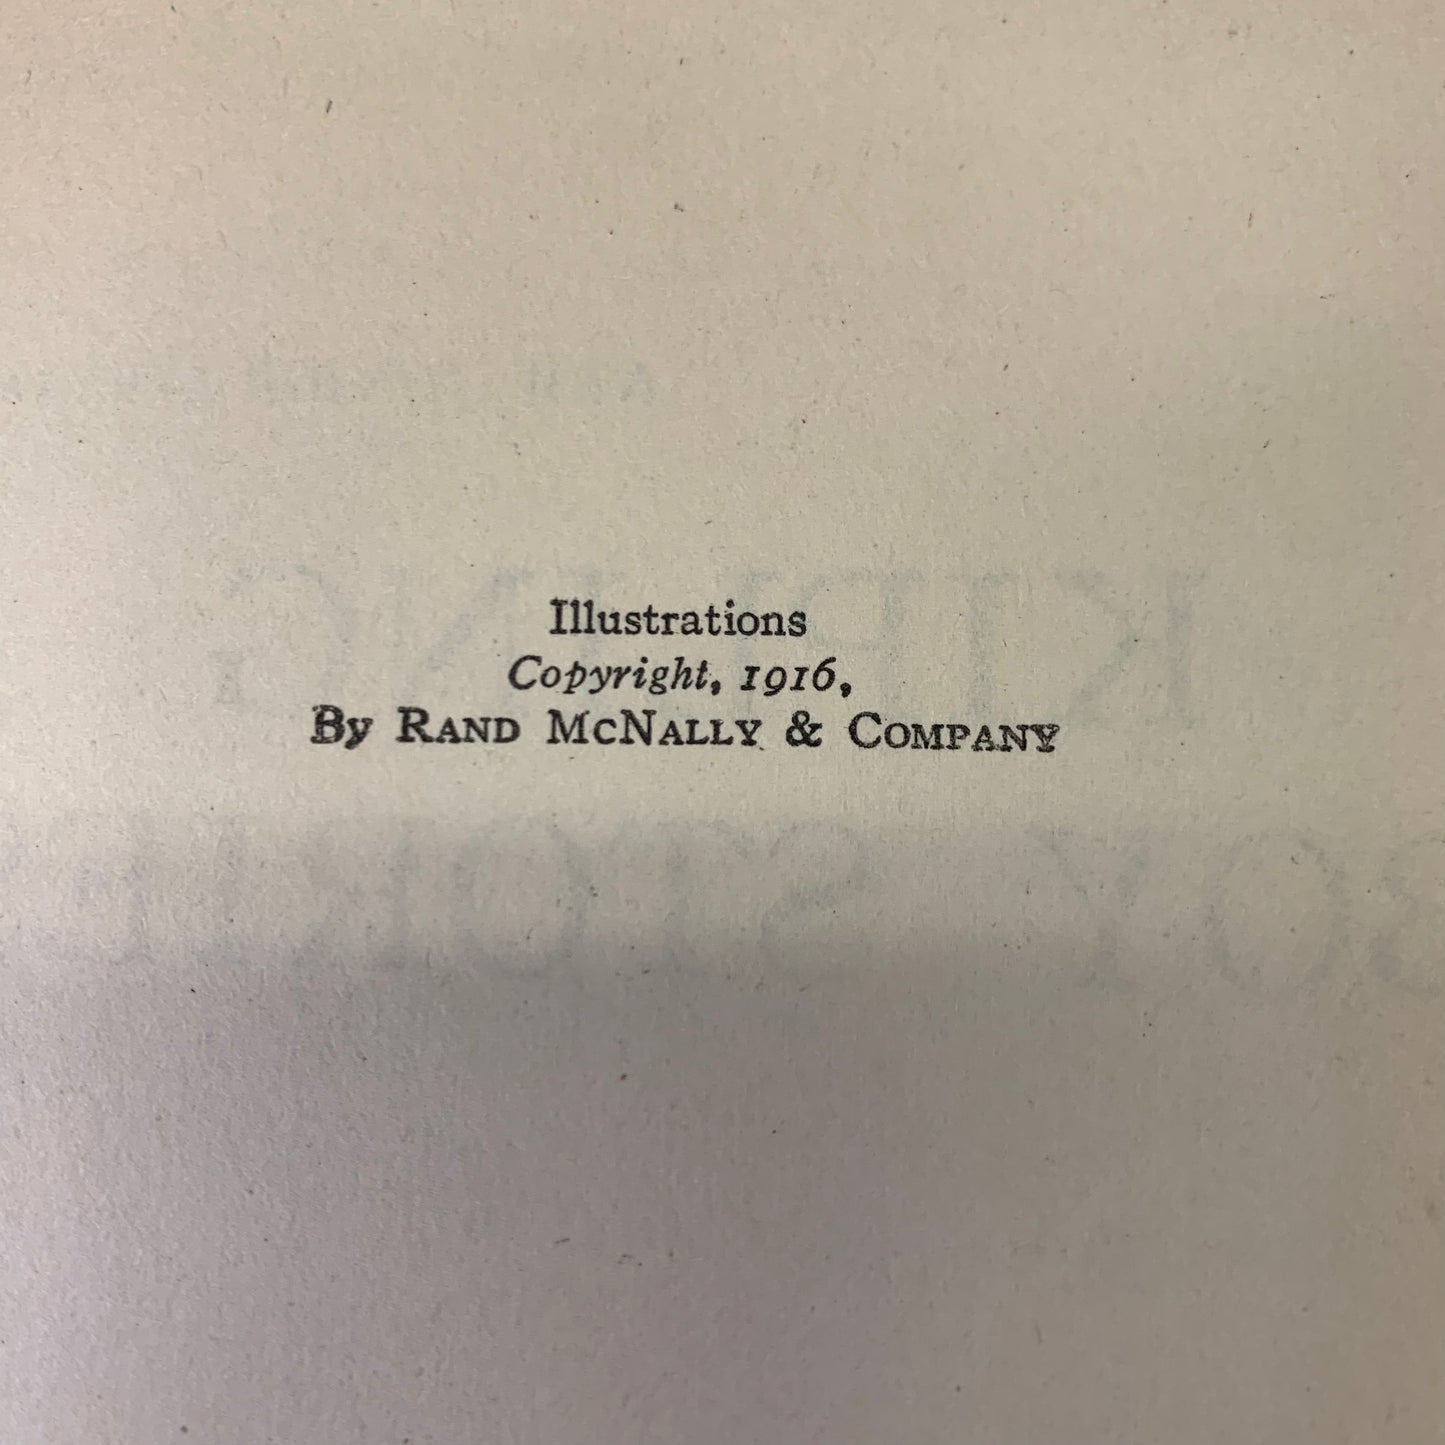 Illustrations
Copyright, 1916,
By RAND MCNALLY & COMPANY